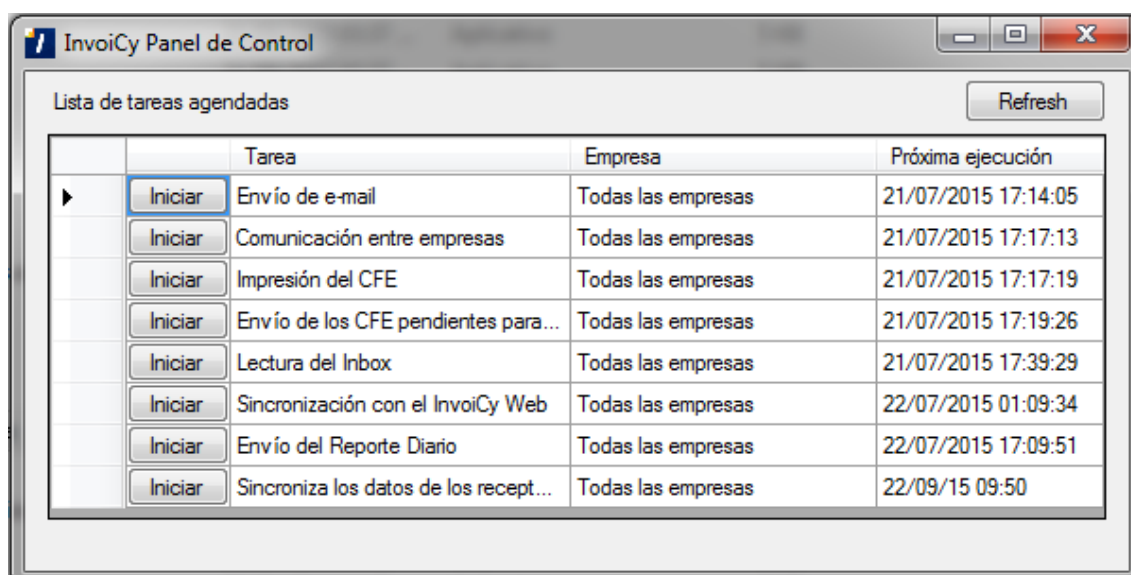 InvoiCy Panel de Control
Lista de tareas agendadas
Refresh
Tarea Empresa Próxima ejecución
Iniciar Envío de e-mail Todas las empresas 21/07/2015 17:14:05
Iniciar Comunicación entre empresas Todas las empresas 21/07/2015 17:17:13
Iniciar Impresión del CFE Todas las empresas 21/07/2015 17:17:19
Iniciar Envío de los CFE pendientes para... Todas las empresas 21/07/2015 17:19:26
Iniciar Lectura del Inbox Todas las empresas 21/07/2015 17:39:29
Iniciar Sincronización con el InvoiCy Web Todas las empresas 22/07/2015 01:09:34
Iniciar Envío del Reporte Diario Todas las empresas 22/07/2015 17:09:51
Iniciar Sincroniza los datos de los recept... Todas las empresas 22/09/15 09:50